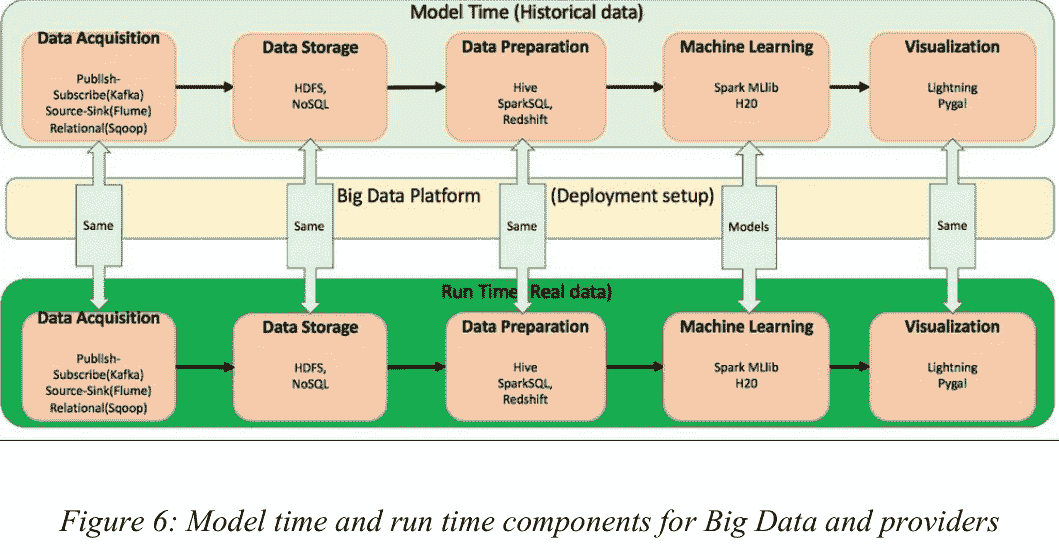 Model Time (Historical data)
Data Acquisition
Publish-
Subscribe(Kafka)
Source-Sink(Flume)
Relational(Sqoop)
Data Storage
HDFS,
NoSQL
Data Preparation
Hive
SparkSQL,
Redshift
Machine Learning
Spark MLlib
H20
Visualization
Lightning
Pygal
Big Data Platform (Deployment setup)
Same
Same
Same
Models
Same
Run Time Real data)
Data Acquisition
Publish-
Subscribe(Kafka)
Source-Sink(Flume)
Relational(Sqoop)
Data Storage
HDFS,
NoSQL
Data Preparation
Hive
SparkSQL,
Redshift
Machine Learning
Spark MLlib
H20
Visualization
Lightning
Pygal
Figure 6: Model time and run time components for Big Data and providers